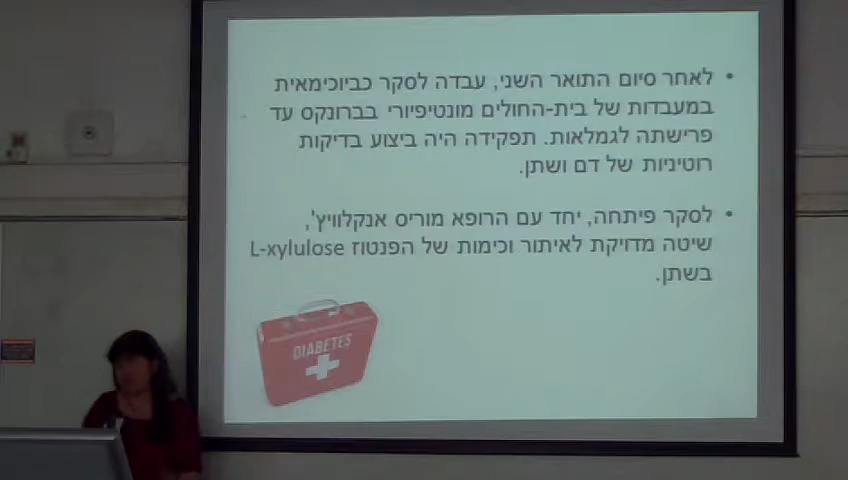 • לאחר סיום התואר השני, עבדה לסקר כביוכימאית
במעבדות של בית-החולים מונטיפיורי בברונקס עד
פרישתה לגמלאות. תפקידה היה ביצוע בדיקות
רוטיניות של דם ושתן.
• לסקר פיתחה, יחד עם הרופא מוריס אנקלוויץ',
שיטה מדויקת לאיתור וכימות של הפנטוז L-xylulose
בשתן.
DIABETES